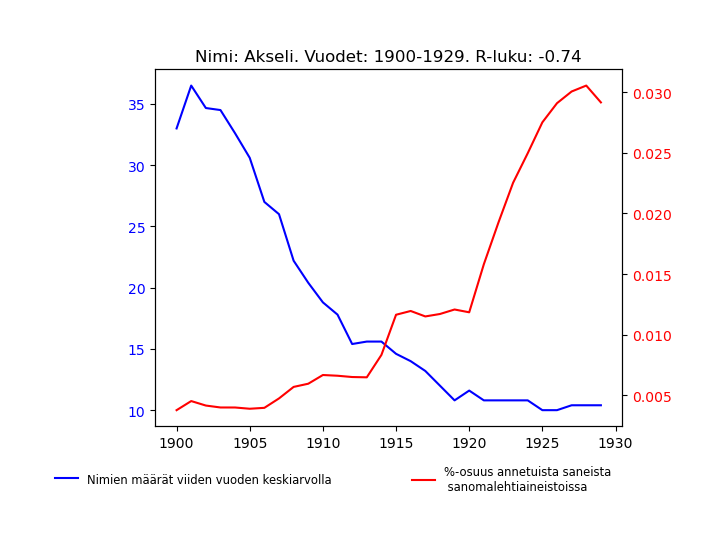 Nimi: Akseli. Vuodet: 1900-1929. R-luku: -0.74
35
30
25
20
15
10
0.030
0.025
0.020
0.015
0.010
0.005
1900 1905 1910 1915 1920 1925 1930
Nimien määrät viiden vuoden keskiarvolla
%-osuus annetuista saneista
sanomalehtiaineistoissa